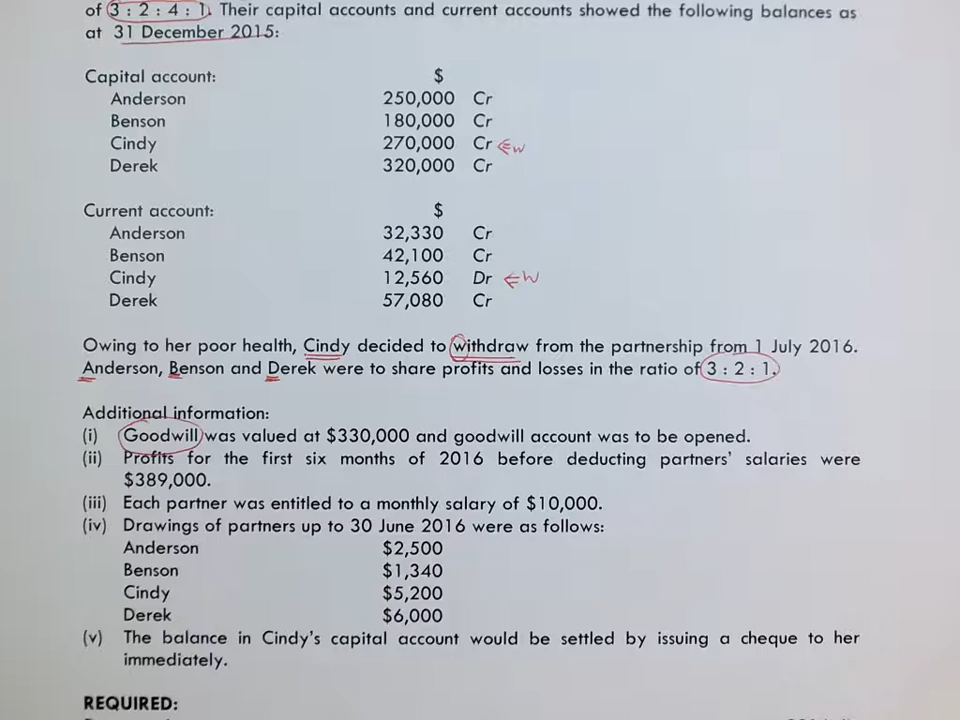 of 3 : 2 : 4 : 1. Their capital accounts and current accounts showed the following balances as
at 31 December 2015:
Capital account: $
Anderson 250,000 Cr
Benson 180,000 Cr
Cindy 270,000 Cr ⇐W
Derek 320,000 Cr
Current account: $
Anderson 32,330 Cr
Benson 42,100 Cr
Cindy 12,560 Dr ⇐W
Derek 57,080 Cr
Owing to her poor health, Cindy decided to withdraw from the partnership from 1 July 2016.
Anderson, Benson and Derek were to share profits and losses in the ratio of 3 : 2 : 1.
Additional information:
(i) Goodwill was valued at $330,000 and goodwill account was to be opened.
(ii) Profits for the first six months of 2016 before deducting partners' salaries were
$389,000.
(iii) Each partner was entitled to a monthly salary of $10,000.
(iv) Drawings of partners up to 30 June 2016 were as follows:
Anderson $2,500
Benson $1,340
Cindy $5,200
Derek $6,000
(v) The balance in Cindy's capital account would be settled by issuing a cheque to her
immediately.
REQUIRED: